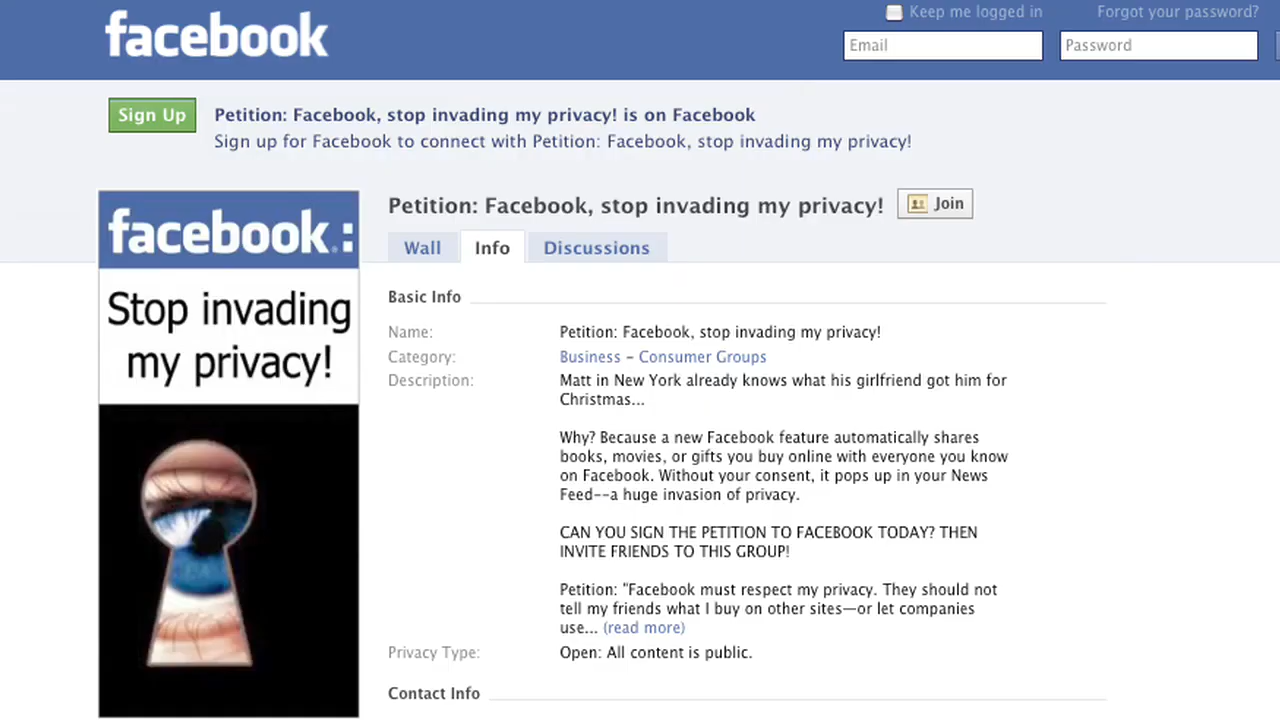 facebook
Keep me logged in
Forgot your password?
Email
Password
Sign Up
Petition: Facebook, stop invading my privacy! is on Facebook
Sign up for Facebook to connect with Petition: Facebook, stop invading my privacy!
facebook.:
Stop invading
my privacy!
Petition: Facebook, stop invading my privacy!
Join
Wall
Info
Discussions
Basic Info
Name:
Petition: Facebook, stop invading my privacy!
Category:
Business – Consumer Groups
Description:
Matt in New York already knows what his girlfriend got him for
Christmas...
Why? Because a new Facebook feature automatically shares
books, movies, or gifts you buy online with everyone you know
on Facebook. Without your consent, it pops up in your News
Feed--a huge invasion of privacy.
CAN YOU SIGN THE PETITION TO FACEBOOK TODAY? THEN
INVITE FRIENDS TO THIS GROUP!
Petition: "Facebook must respect my privacy. They should not
tell my friends what I buy on other sites—or let companies
use... (read more)
Privacy Type:
Open: All content is public.
Contact Info